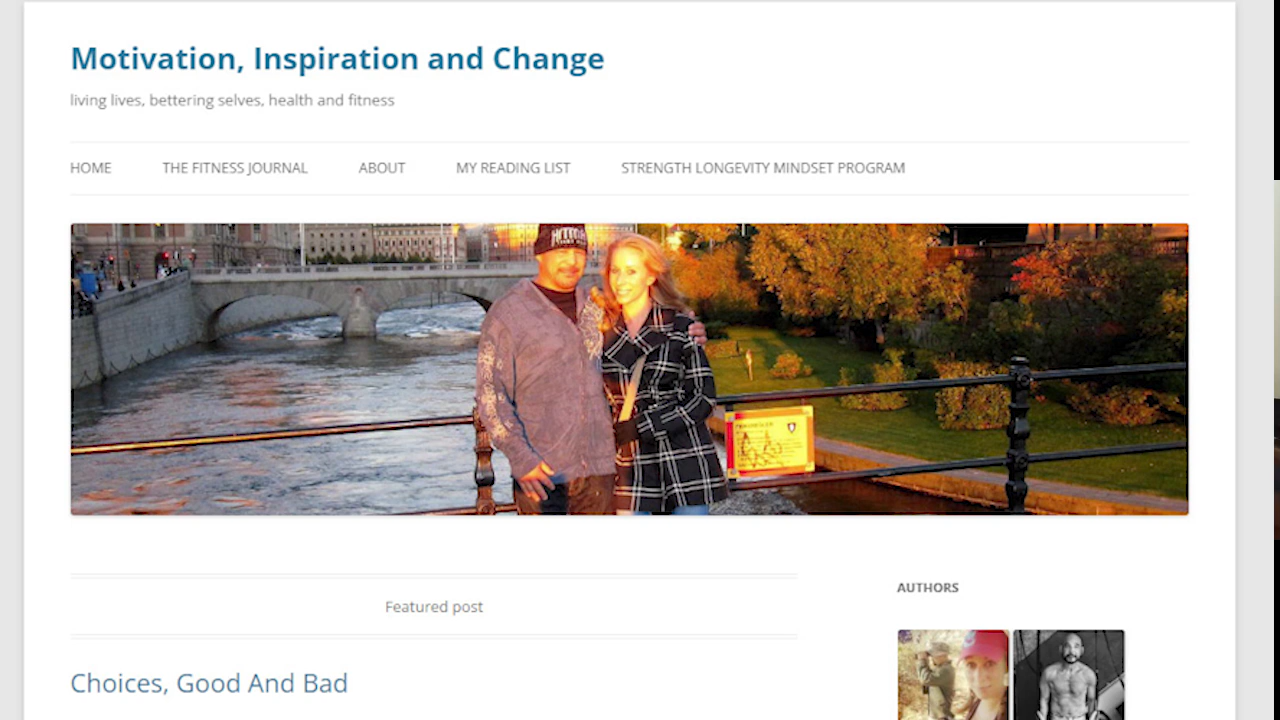 Motivation, Inspiration and Change
living lives, bettering selves, health and fitness
HOME THE FITNESS JOURNAL ABOUT MY READING LIST STRENGTH LONGEVITY MINDSET PROGRAM
AUTHORS
Featured post
Choices, Good And Bad